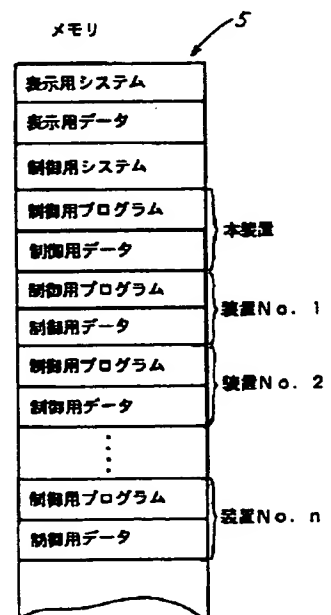 メモリ
5
表示用システム
表示用データ
制御用システム
制御用プログラム
制御用データ
本装置
制御用プログラム
制御用データ
装置No. 1
制御用プログラム
制御用データ
装置No. 2
制御用プログラム
制御用データ
装置No. n